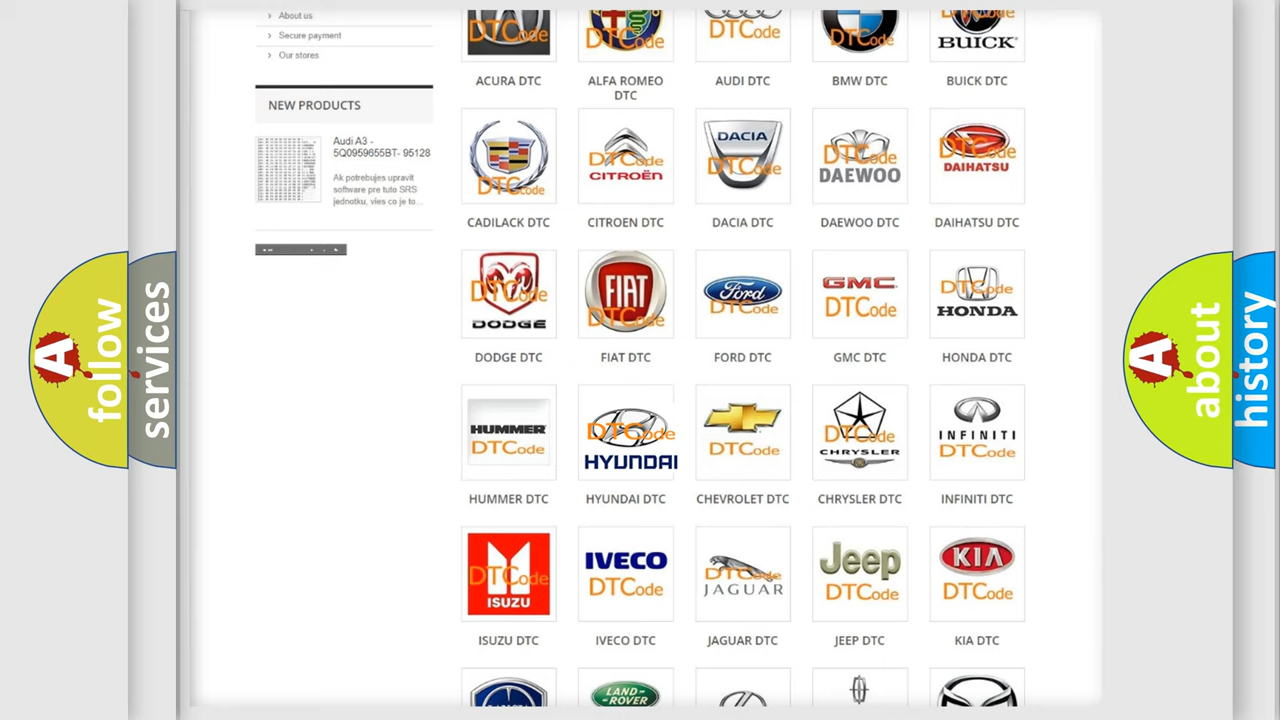 About us
Secure payment
Our stores
NEW PRODUCTS
Audi A3 -
5Q0959655BT- 95128
Ak potrebujes upravit
software pre tuto SRS
jednotku, vies co je to...
DTCode
DTCode
DTCode
DTCode
BUICK
ACURA DTC
ALFA ROMEO
DTC
AUDI DTC
BMW DTC
BUICK DTC
DTCode
DTCode
CITROËN
DACIA
DTCode
DTCode
DAEWOO
DTCode
DAIHATSU
CADILACK DTC
CITROEN DTC
DACIA DTC
DAEWOO DTC
DAIHATSU DTC
DTCode
DODGE
FIAT
DTCode
Ford
DTCode
GMC
DTCode
DTCode
HONDA
DODGE DTC
FIAT DTC
FORD DTC
GMC DTC
HONDA DTC
HUMMER
DTCode
DTCode
HYUNDAI
DTCode
DTCode
CHRYSLER
INFINITI
DTCode
HUMMER DTC
HYUNDAI DTC
CHEVROLET DTC
CHRYSLER DTC
INFINITI DTC
DTCode
ISUZU
IVECO
DTCode
DTCode
JAGUAR
Jeep
DTCode
KIA
DTCode
ISUZU DTC
IVECO DTC
JAGUAR DTC
JEEP DTC
KIA DTC
LAND-
ROVER
A
follow
services
A
about
history